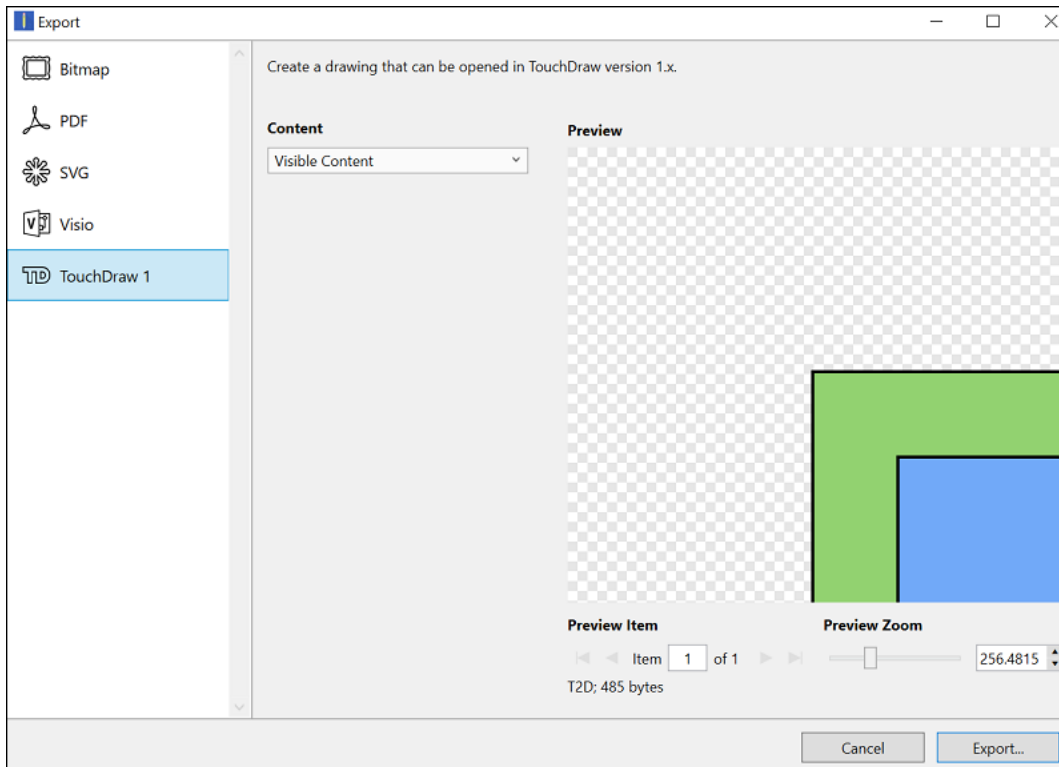 Export
Bitmap
PDF
SVG
Visio
TouchDraw 1
Create a drawing that can be opened in TouchDraw version 1.x.
Content
Visible Content
Preview
Preview Item
Item 1 of 1
T2D; 485 bytes
Preview Zoom
256.4815
Cancel
Export...